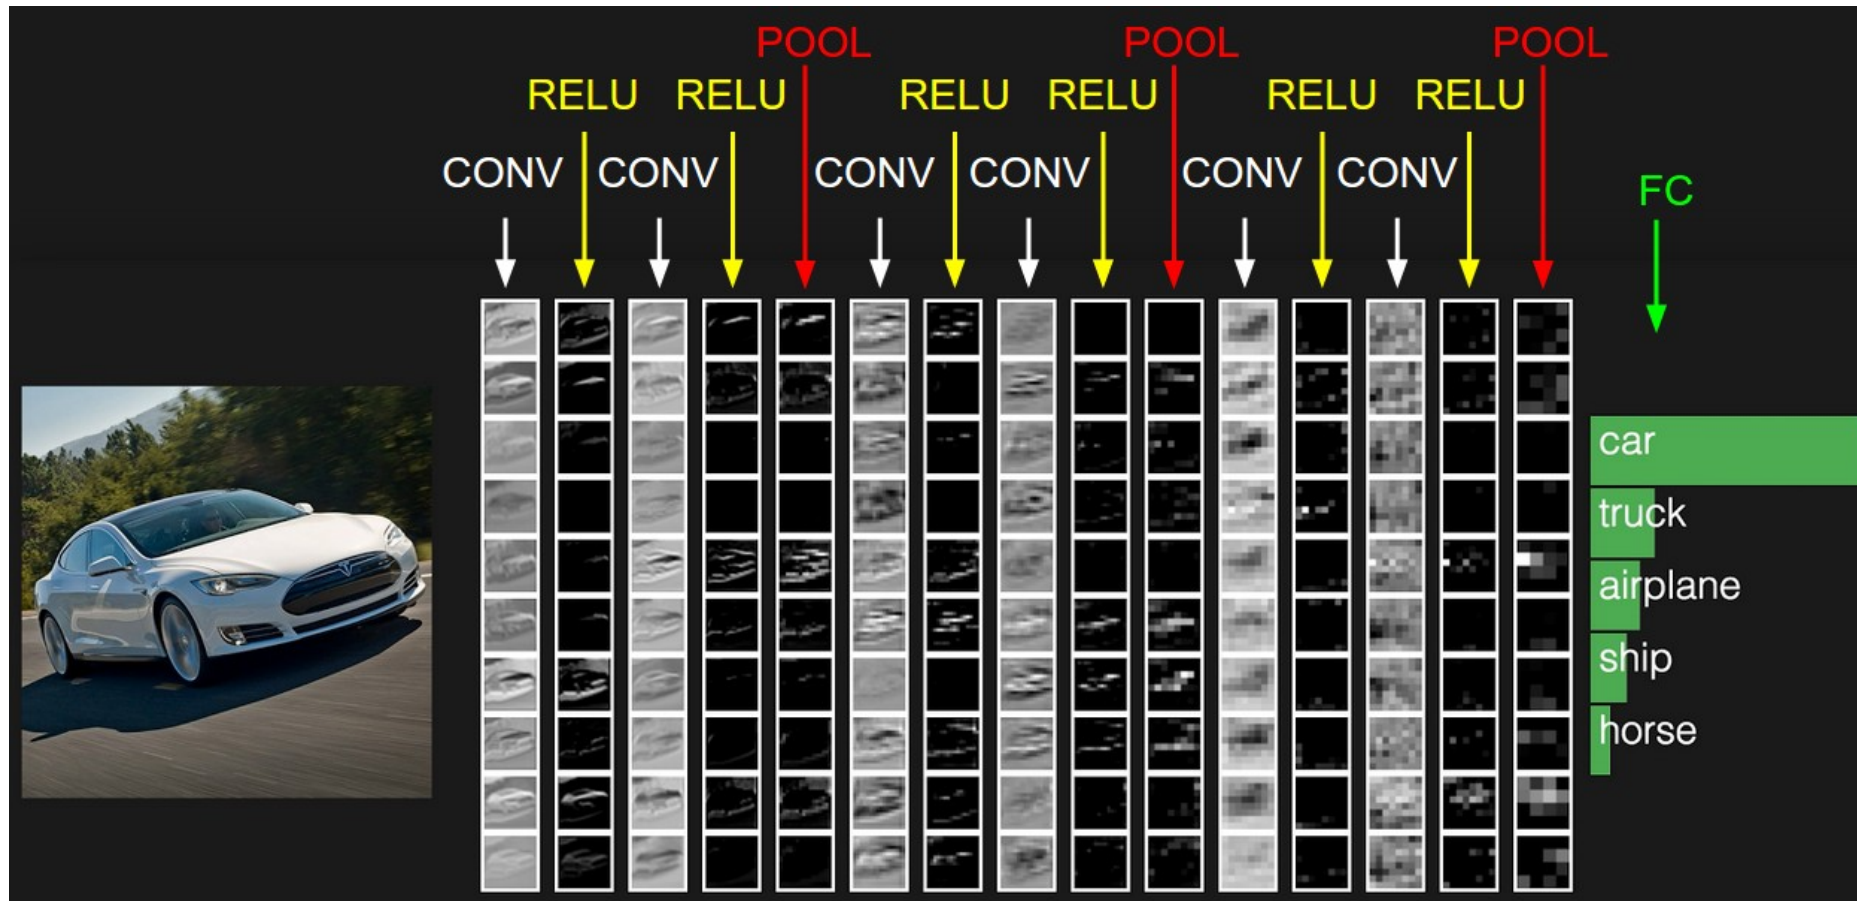 POOL POOL POOL
RELU RELU RELU RELU RELU RELU
CONV CONV CONV CONV CONV CONV
FC
car
truck
airplane
ship
horse